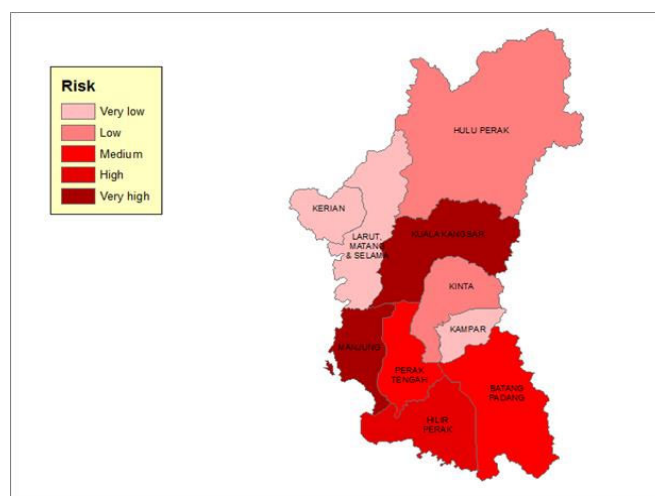 Risk
Very low
Low
Medium
High
Very high
HULU PERAK
KERIAN
LARUT,
MATANG
& SELAMA
KUALA KANGSAR
KINTA
KAMPAR
MANJUNG
PERAK
TENGAH
BATANG
PADANG
HILIR
PERAK